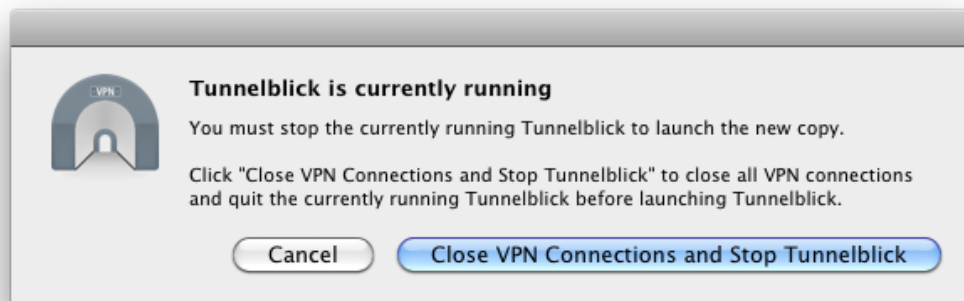 VPN
Tunnelblick is currently running
You must stop the currently running Tunnelblick to launch the new copy.
Click "Close VPN Connections and Stop Tunnelblick" to close all VPN connections
and quit the currently running Tunnelblick before launching Tunnelblick.
Cancel
Close VPN Connections and Stop Tunnelblick